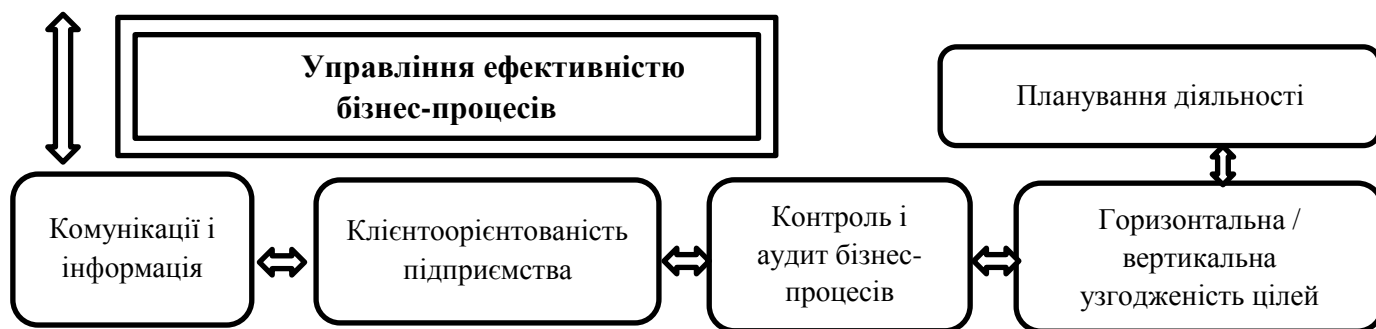 Управління ефективністю
бізнес-процесів
Планування діяльності
Комунікації і
інформація
Клієнтоорієнтованість
підприємства
Контроль і
аудит бізнес-
процесів
Горизонтальна /
вертикальна
узгодженість цілей